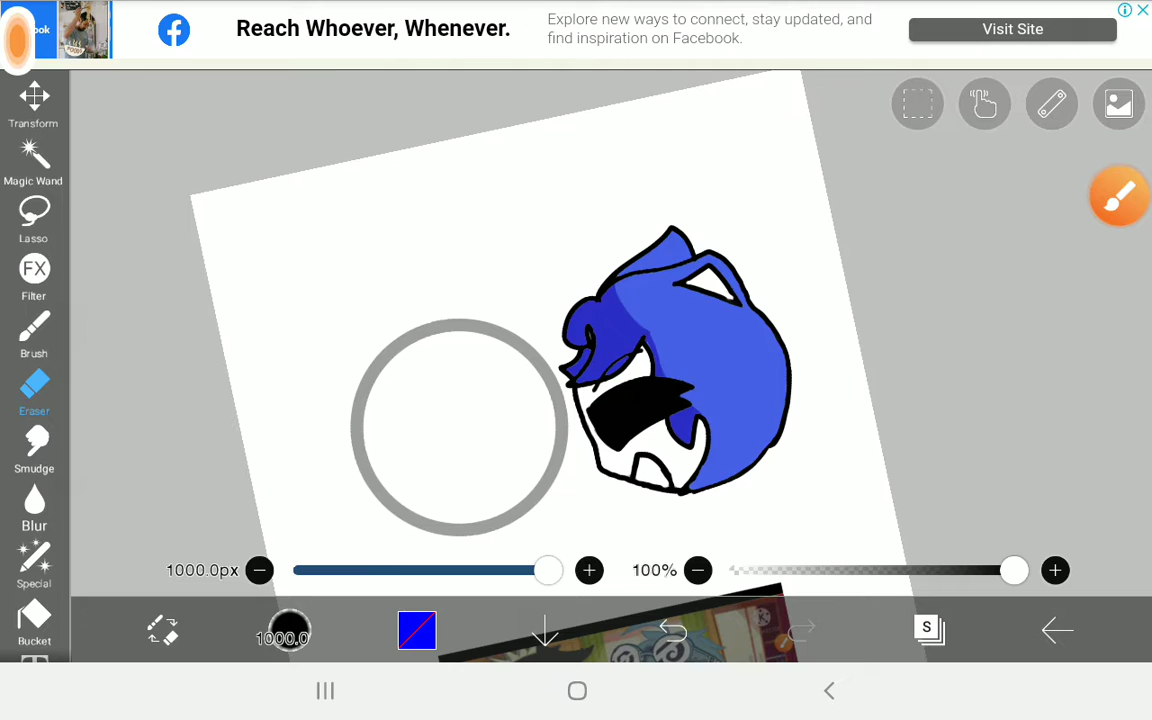 ook
Reach Whoever, Whenever.
Explore new ways to connect, stay updated, and
find inspiration on Facebook.
Visit Site
Transform
Magic Wand
Lasso
FX
Filter
Brush
Eraser
Smudge
Blur
Special
Bucket
1000.0px
100%
1000.0
S